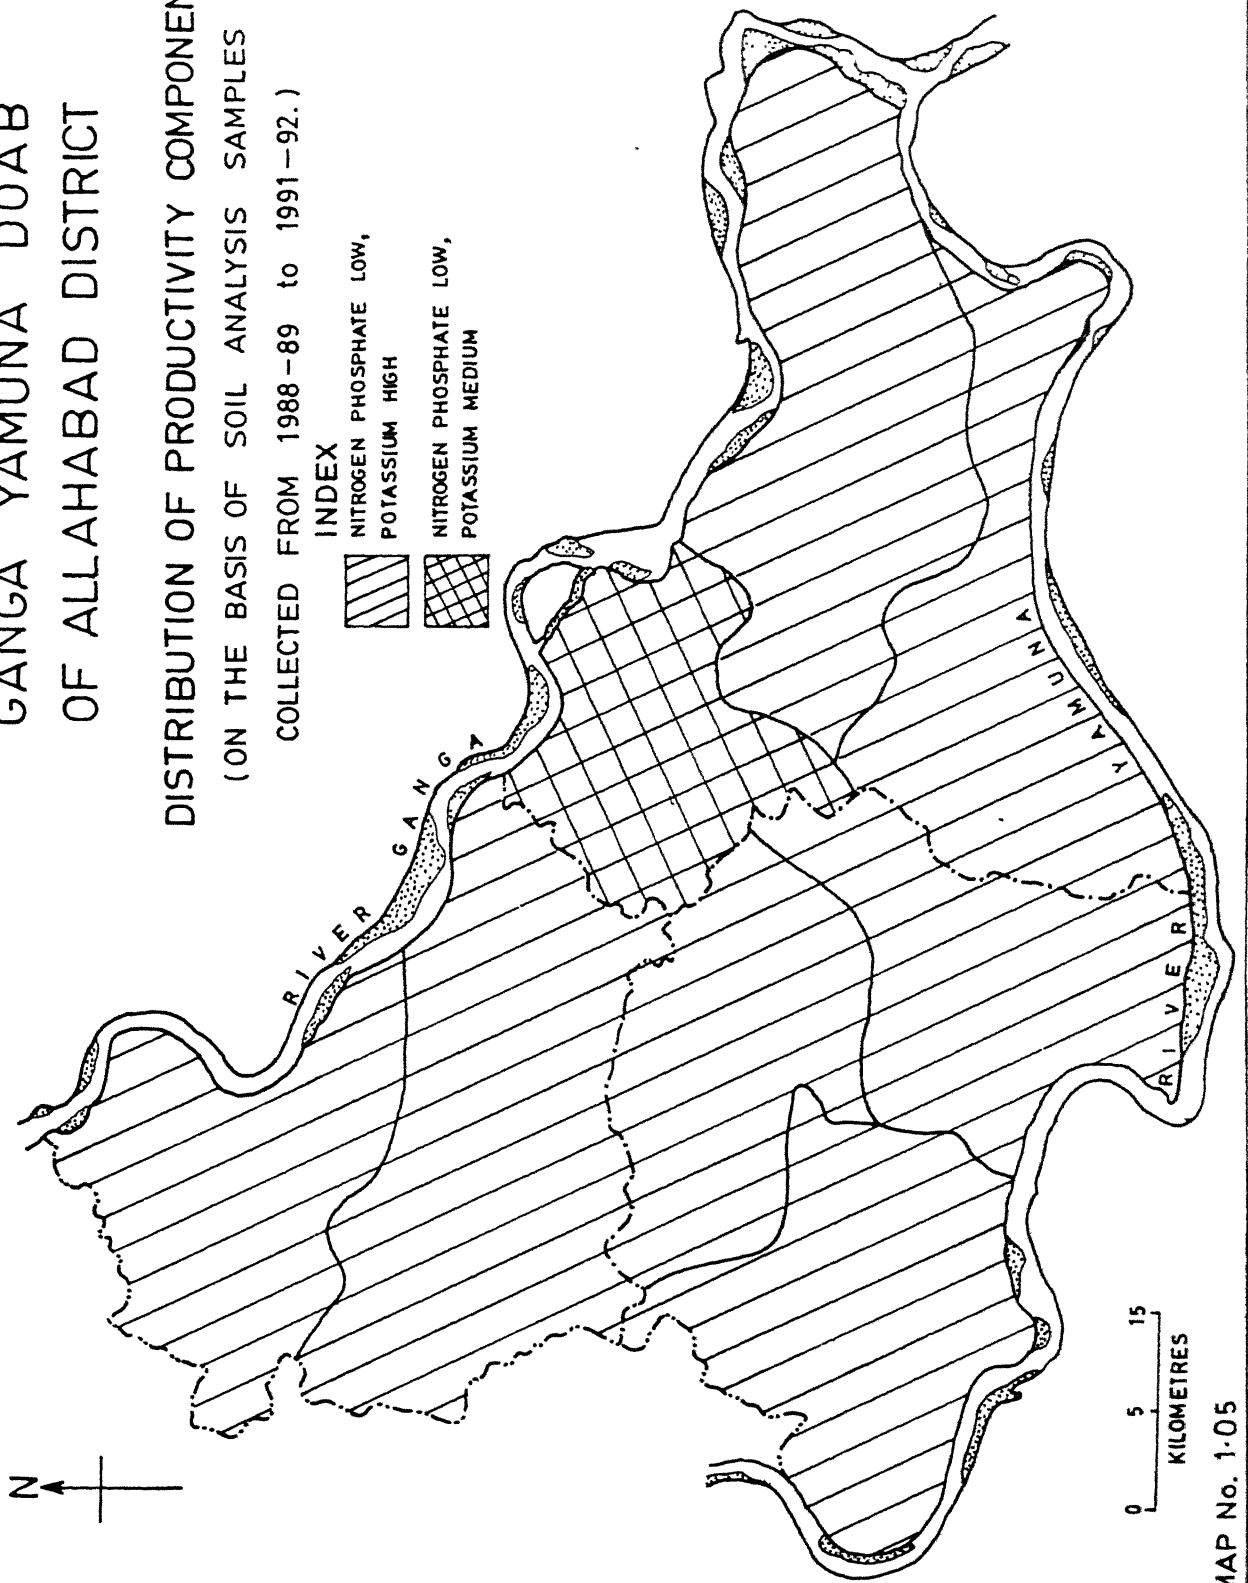 GANGA YAMUNA DOAB
OF ALLAHABAD DISTRICT
DISTRIBUTION OF PRODUCTIVITY COMPONEN
(ON THE BASIS OF SOIL ANALYSIS SAMPLES
COLLECTED FROM 1988-89 to 1991-92.)
INDEX
NITROGEN PHOSPHATE LOW,
POTASSIUM HIGH
NITROGEN PHOSPHATE LOW,
POTASSIUM MEDIUM
N
RIVER GANGA
RIVER YAMUNA
0 5 15
KILOMETRES
MAP No. 1·05